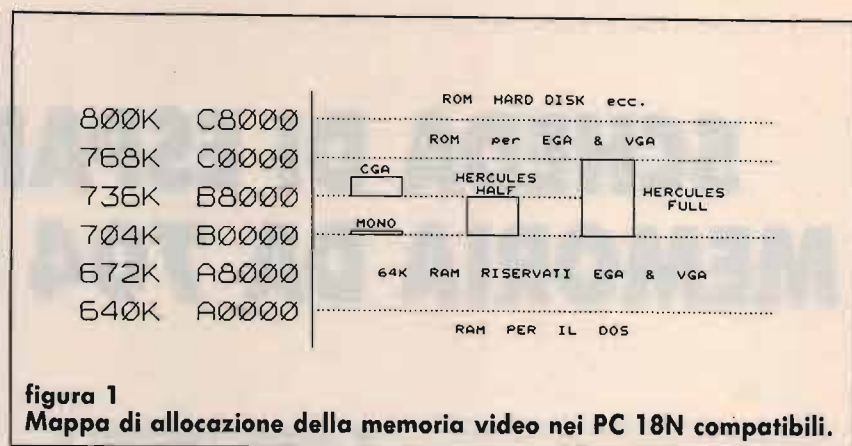 ROM HARD DISK ecc.
800K C8000
ROM per EGA & VGA
768K C0000
CGA
HERCULES
HALF
HERCULES
FULL
736K B8000
MONO
704K B0000
672K A8000
64K RAM RISERVATI EGA & VGA
640K A0000
RAM PER IL DOS
figura 1
Mappa di allocazione della memoria video nei PC 18N compatibili.